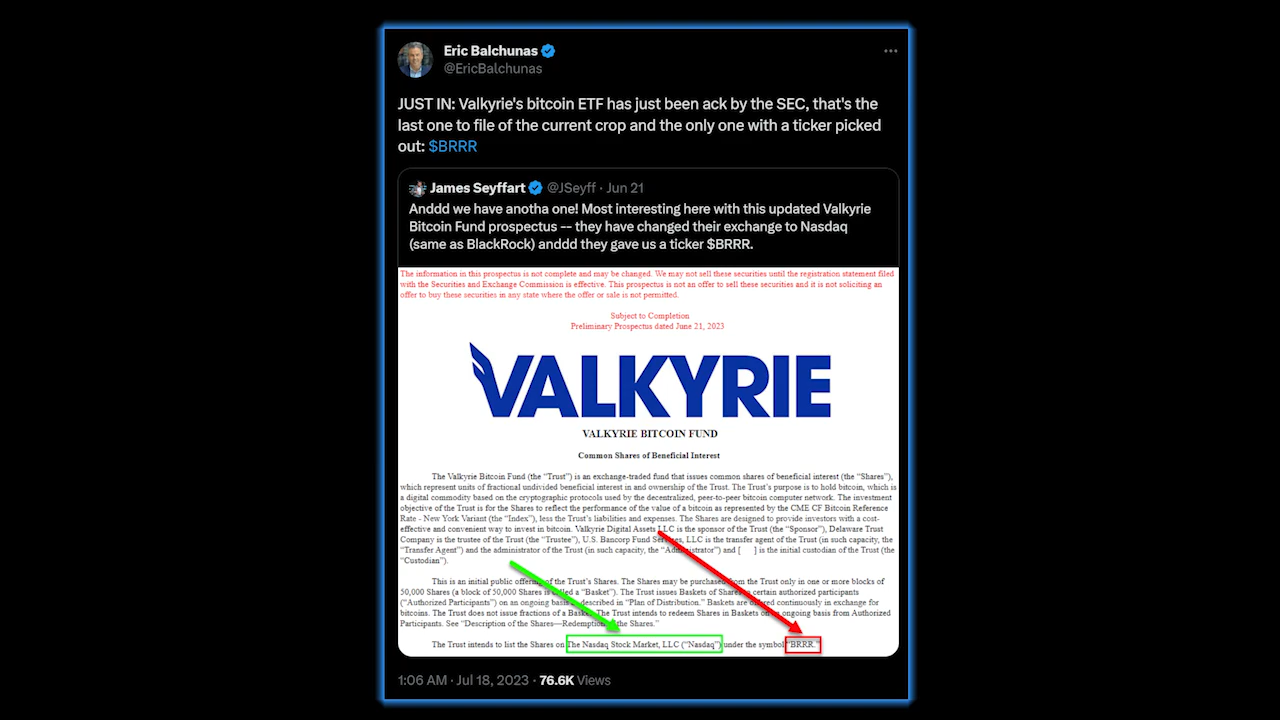 Eric Balchunas
@EricBalchunas
JUST IN: Valkyrie's bitcoin ETF has just been ack by the SEC, that's the
last one to file of the current crop and the only one with a ticker picked
out: $BRRR
James Seyffart @JSeyff · Jun 21
Anddd we have anotha one! Most interesting here with this updated Valkyrie
Bitcoin Fund prospectus -- they have changed their exchange to Nasdaq
(same as BlackRock) anddd they gave us a ticker $BRRR.
The information in this prospectus is not complete and may be changed. We may not sell these securities until the registration statement filed
with the Securities and Exchange Commission is effective. This prospectus is not an offer to sell these securities and it is not soliciting an
offer to buy these securities in any state where the offer or sale is not permitted.
Subject to Completion
Preliminary Prospectus dated June 21, 2023
VALKYRIE
VALKYRIE BITCOIN FUND
Common Shares of Beneficial Interest
The Valkyrie Bitcoin Fund (the “Trust”) is an exchange-traded fund that issues common shares of beneficial interest (the “Shares”),
which represent units of fractional undivided beneficial interest in and ownership of the Trust. The Trust’s purpose is to hold bitcoin, which is
a digital commodity based on the cryptographic protocols used by the decentralized, peer-to-peer bitcoin computer network. The investment
objective of the Trust is for the Shares to reflect the performance of the value of a bitcoin as represented by the CME CF Bitcoin Reference
Rate - New York Variant (the “Index”), less the Trust’s liabilities and expenses. The Shares are designed to provide investors with a cost-
effective and convenient way to invest in bitcoin. Valkyrie Digital Assets LLC is the sponsor of the Trust (the “Sponsor”), Delaware Trust
Company is the trustee of the Trust (the “Trustee”), U.S. Bancorp Fund Services, LLC is the transfer agent of the Trust (in such capacity, the
“Transfer Agent”) and the administrator of the Trust (in such capacity, the “Administrator”) and [ ] is the initial custodian of the Trust (the
“Custodian”).
This is an initial public offering of the Trust’s Shares. The Shares may be purchased from the Trust only in one or more blocks of
50,000 Shares (a block of 50,000 Shares is called a “Basket”). The Trust issues Baskets of Shares to certain authorized participants
(“Authorized Participants”) on an ongoing basis as described in “Plan of Distribution.” Baskets are offered continuously in exchange for
bitcoins. The Trust does not issue fractions of a Basket. The Trust intends to redeem Shares in Baskets on an ongoing basis from Authorized
Participants. See “Description of the Shares—Redemption of the Shares.”
The Trust intends to list the Shares on The Nasdaq Stock Market, LLC (“Nasdaq”) under the symbol “BRRR.”
1:06 AM · Jul 18, 2023 · 76.6K Views